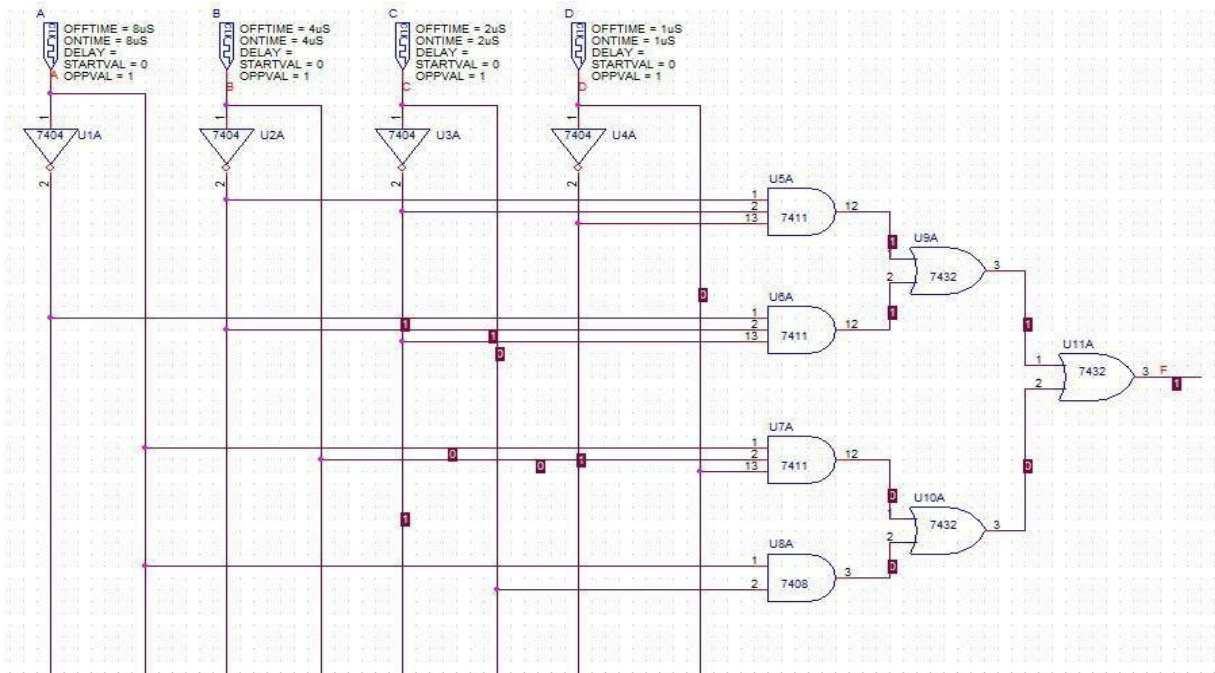 A
B
C
D
OFFTIME = 8uS
ONTIME = 8uS
DELAY =
STARTVAL = 0
OPPVAL = 1
OFFTIME = 4uS
ONTIME = 4uS
DELAY =
STARTVAL = 0
OPPVAL = 1
OFFTIME = 2uS
ONTIME = 2uS
DELAY =
STARTVAL = 0
OPPVAL = 1
OFFTIME = 1uS
ONTIME = 1uS
DELAY =
STARTVAL = 0
OPPVAL = 1
A
B
C
D
1
7404
U1A
2
1
7404
U2A
2
1
7404
U3A
2
1
7404
U4A
2
U5A
1
2
13
7411
12
1
U9A
2
7432
3
0
U6A
1
2
13
7411
12
1
1
1
0
1
U11A
1
2
7432
3
F
1
U7A
1
2
13
7411
12
0
0
1
0
0
U10A
1
2
7432
3
1
U8A
1
2
7408
3
0